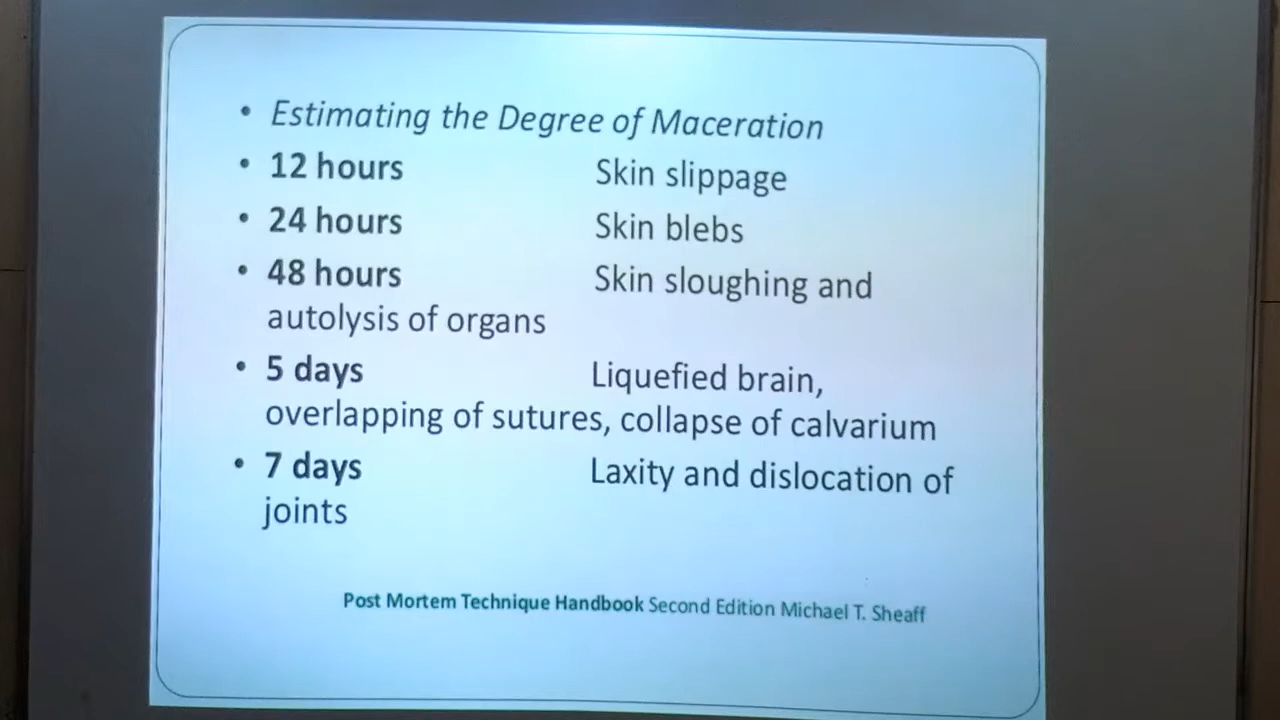 • Estimating the Degree of Maceration
• 12 hours Skin slippage
• 24 hours Skin blebs
• 48 hours Skin sloughing and
autolysis of organs
• 5 days Liquefied brain,
overlapping of sutures, collapse of calvarium
• 7 days Laxity and dislocation of
joints
Post Mortem Technique Handbook Second Edition Michael T. Sheaff